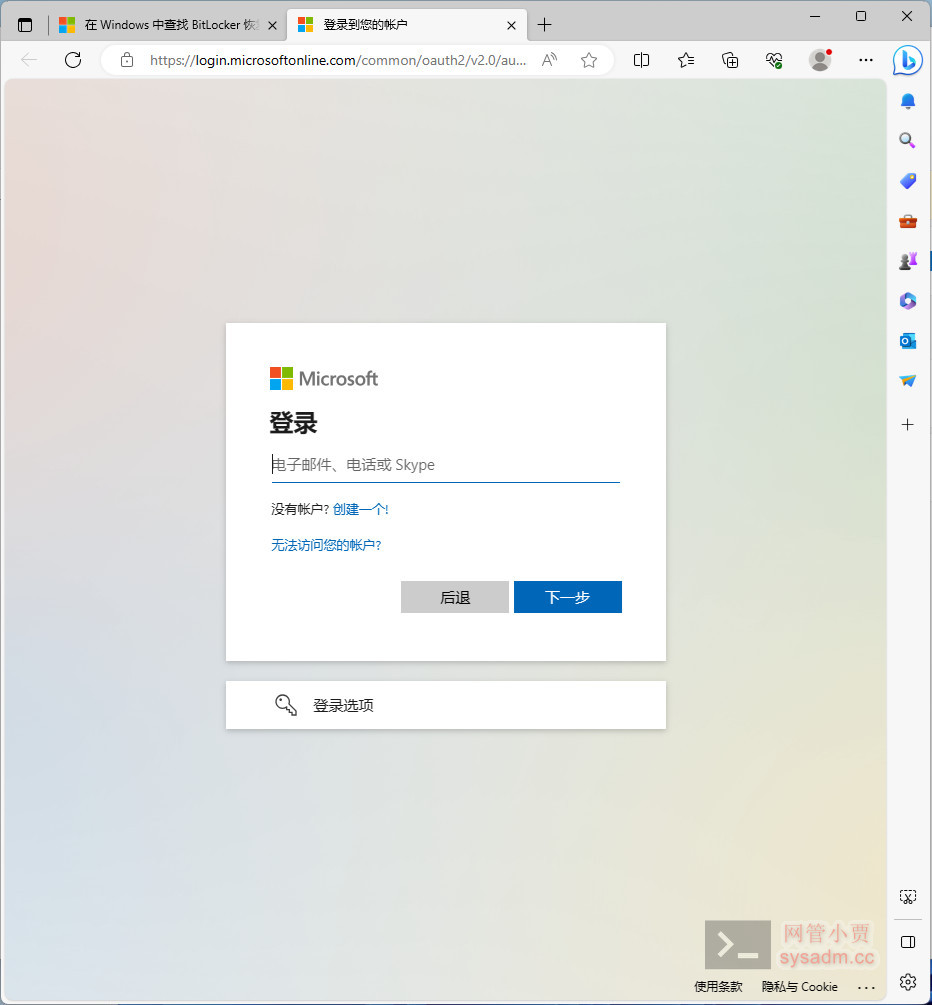 在 Windows 中查找 BitLocker 恢
登录到您的帐户
https://login.microsoftonline.com/common/oauth2/v2.0/au...
Microsoft
登录
电子邮件、电话或 Skype
没有帐户? 创建一个!
无法访问您的帐户?
后退
下一步
登录选项
网管小贾
sysadm.cc
使用条款 隐私与 Cookie ...